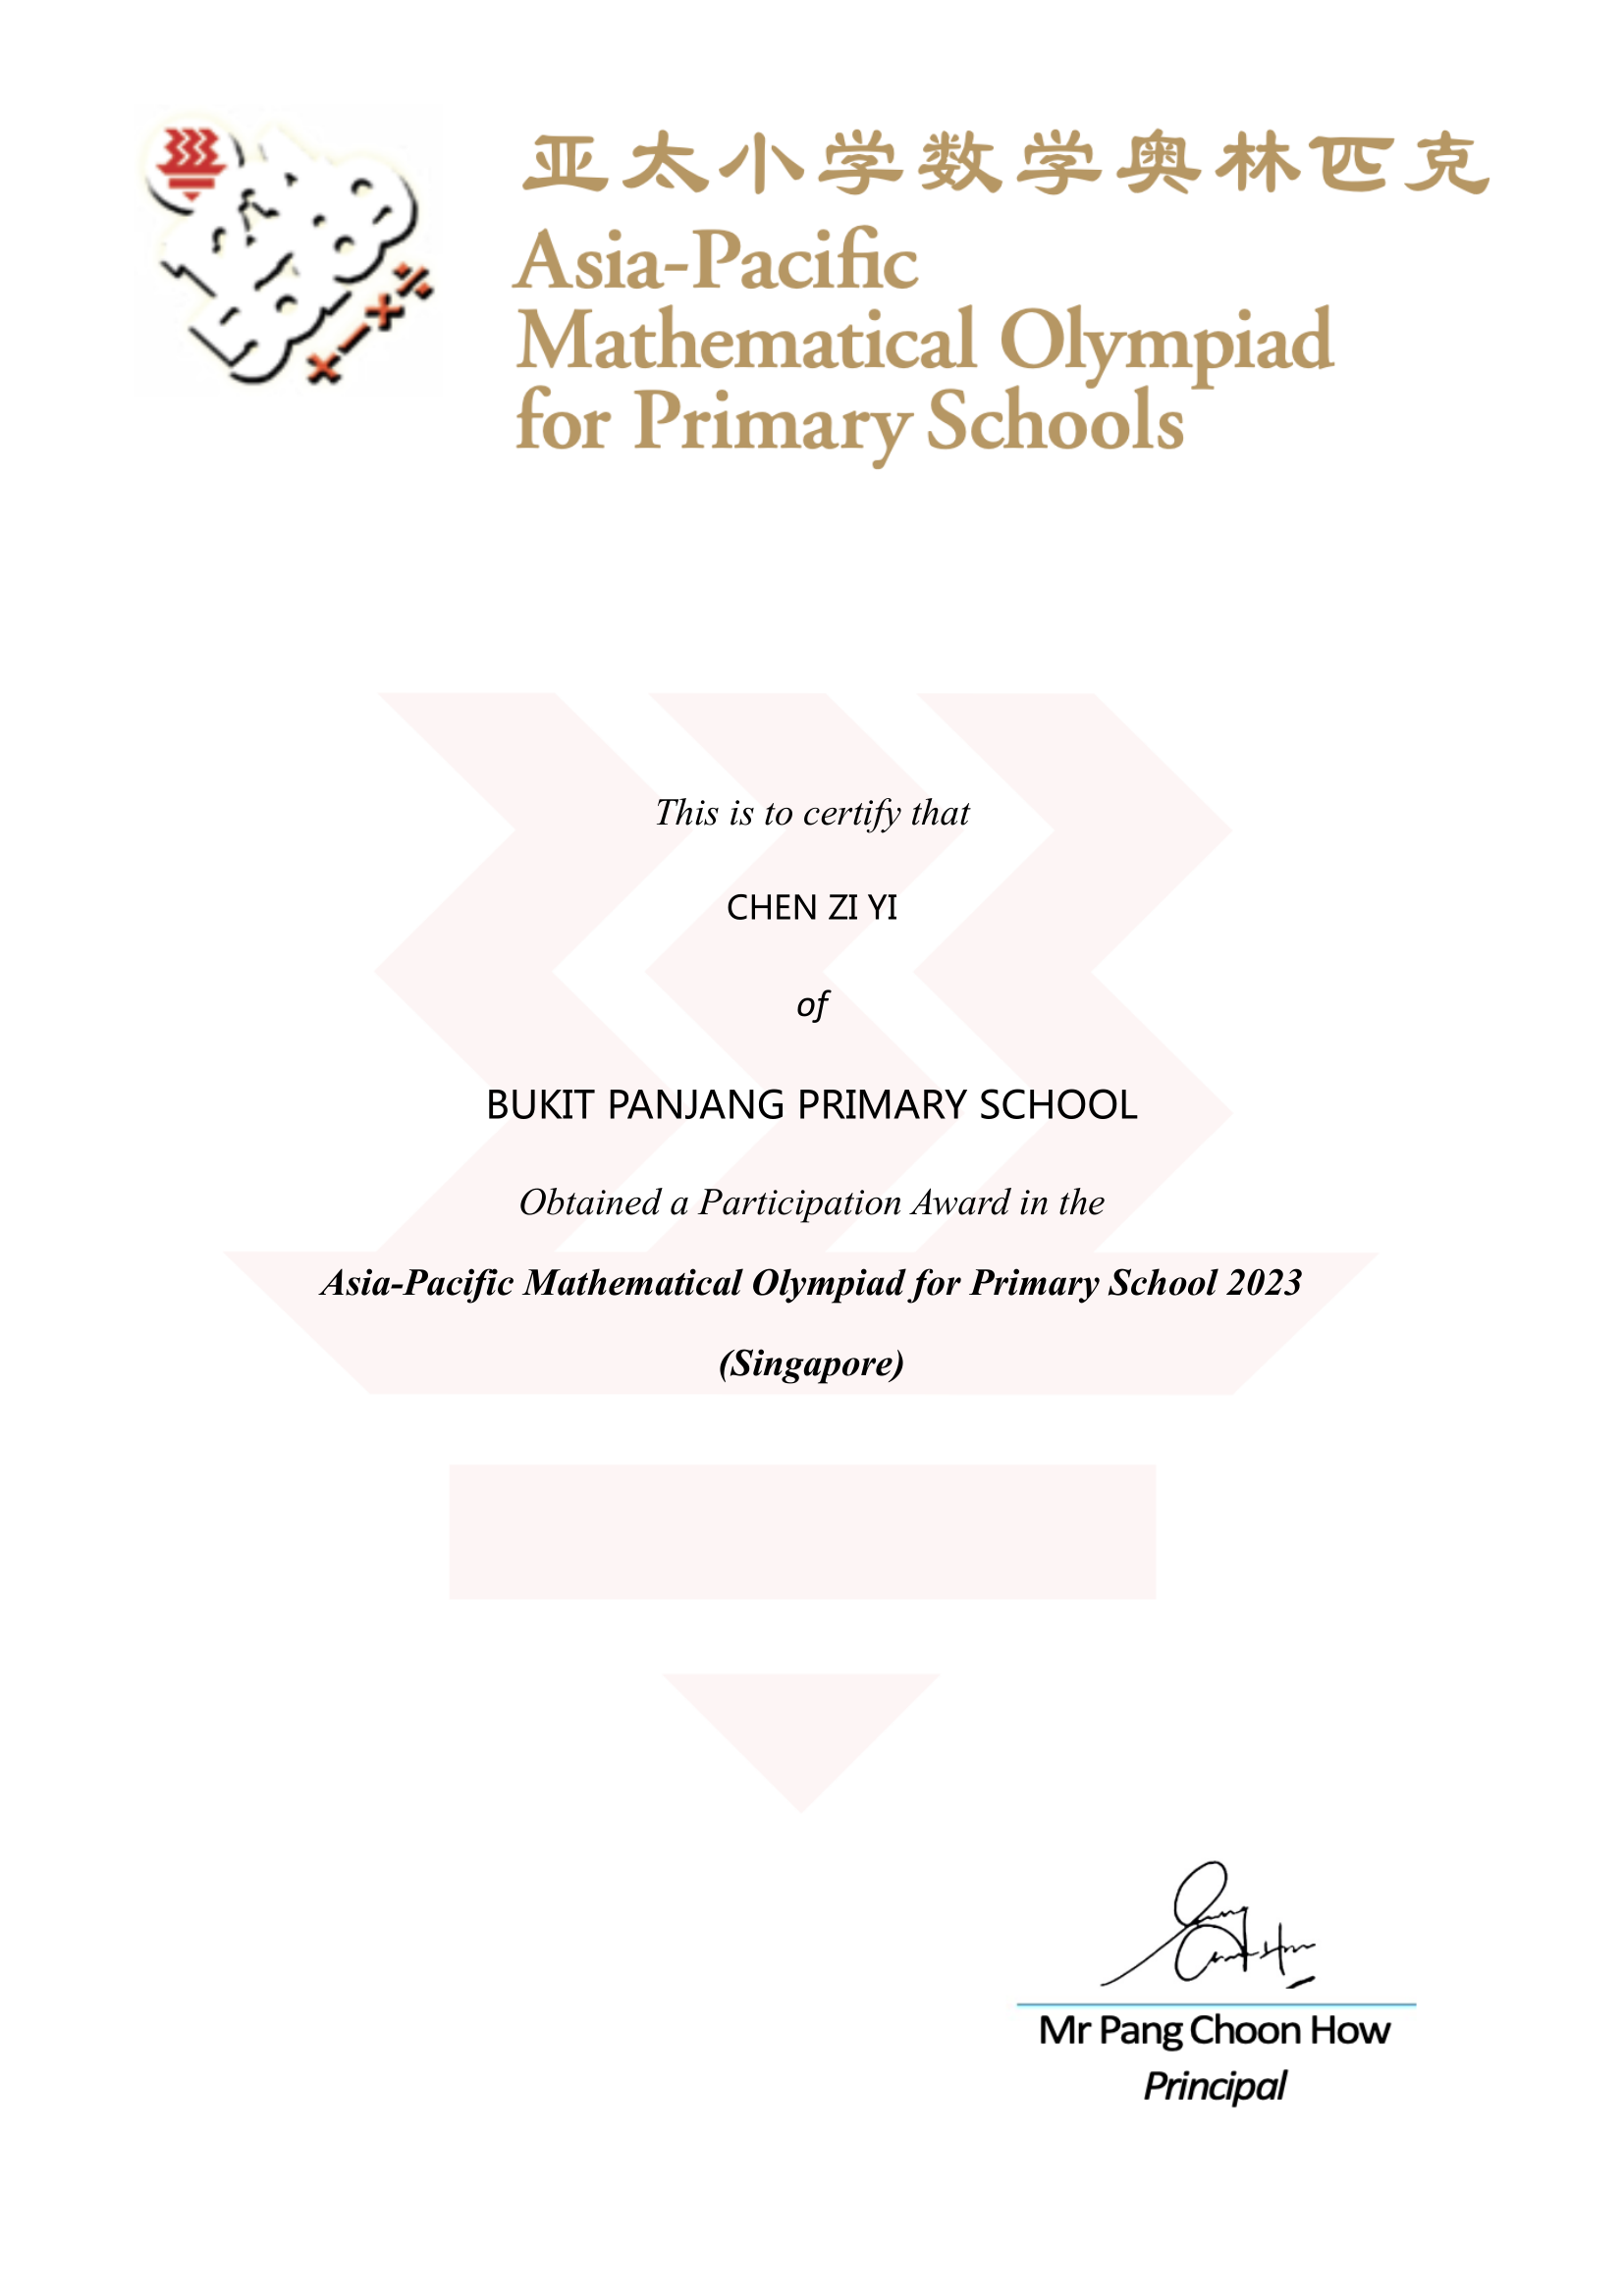 亚太小学数学奥林匹克
Asia-Pacific
Mathematical Olympiad
for Primary Schools
This is to certify that
CHEN ZI YI
of
BUKIT PANJANG PRIMARY SCHOOL
Obtained a Participation Award in the
Asia-Pacific Mathematical Olympiad for Primary School 2023
(Singapore)
Mr Pang Choon How
Principal